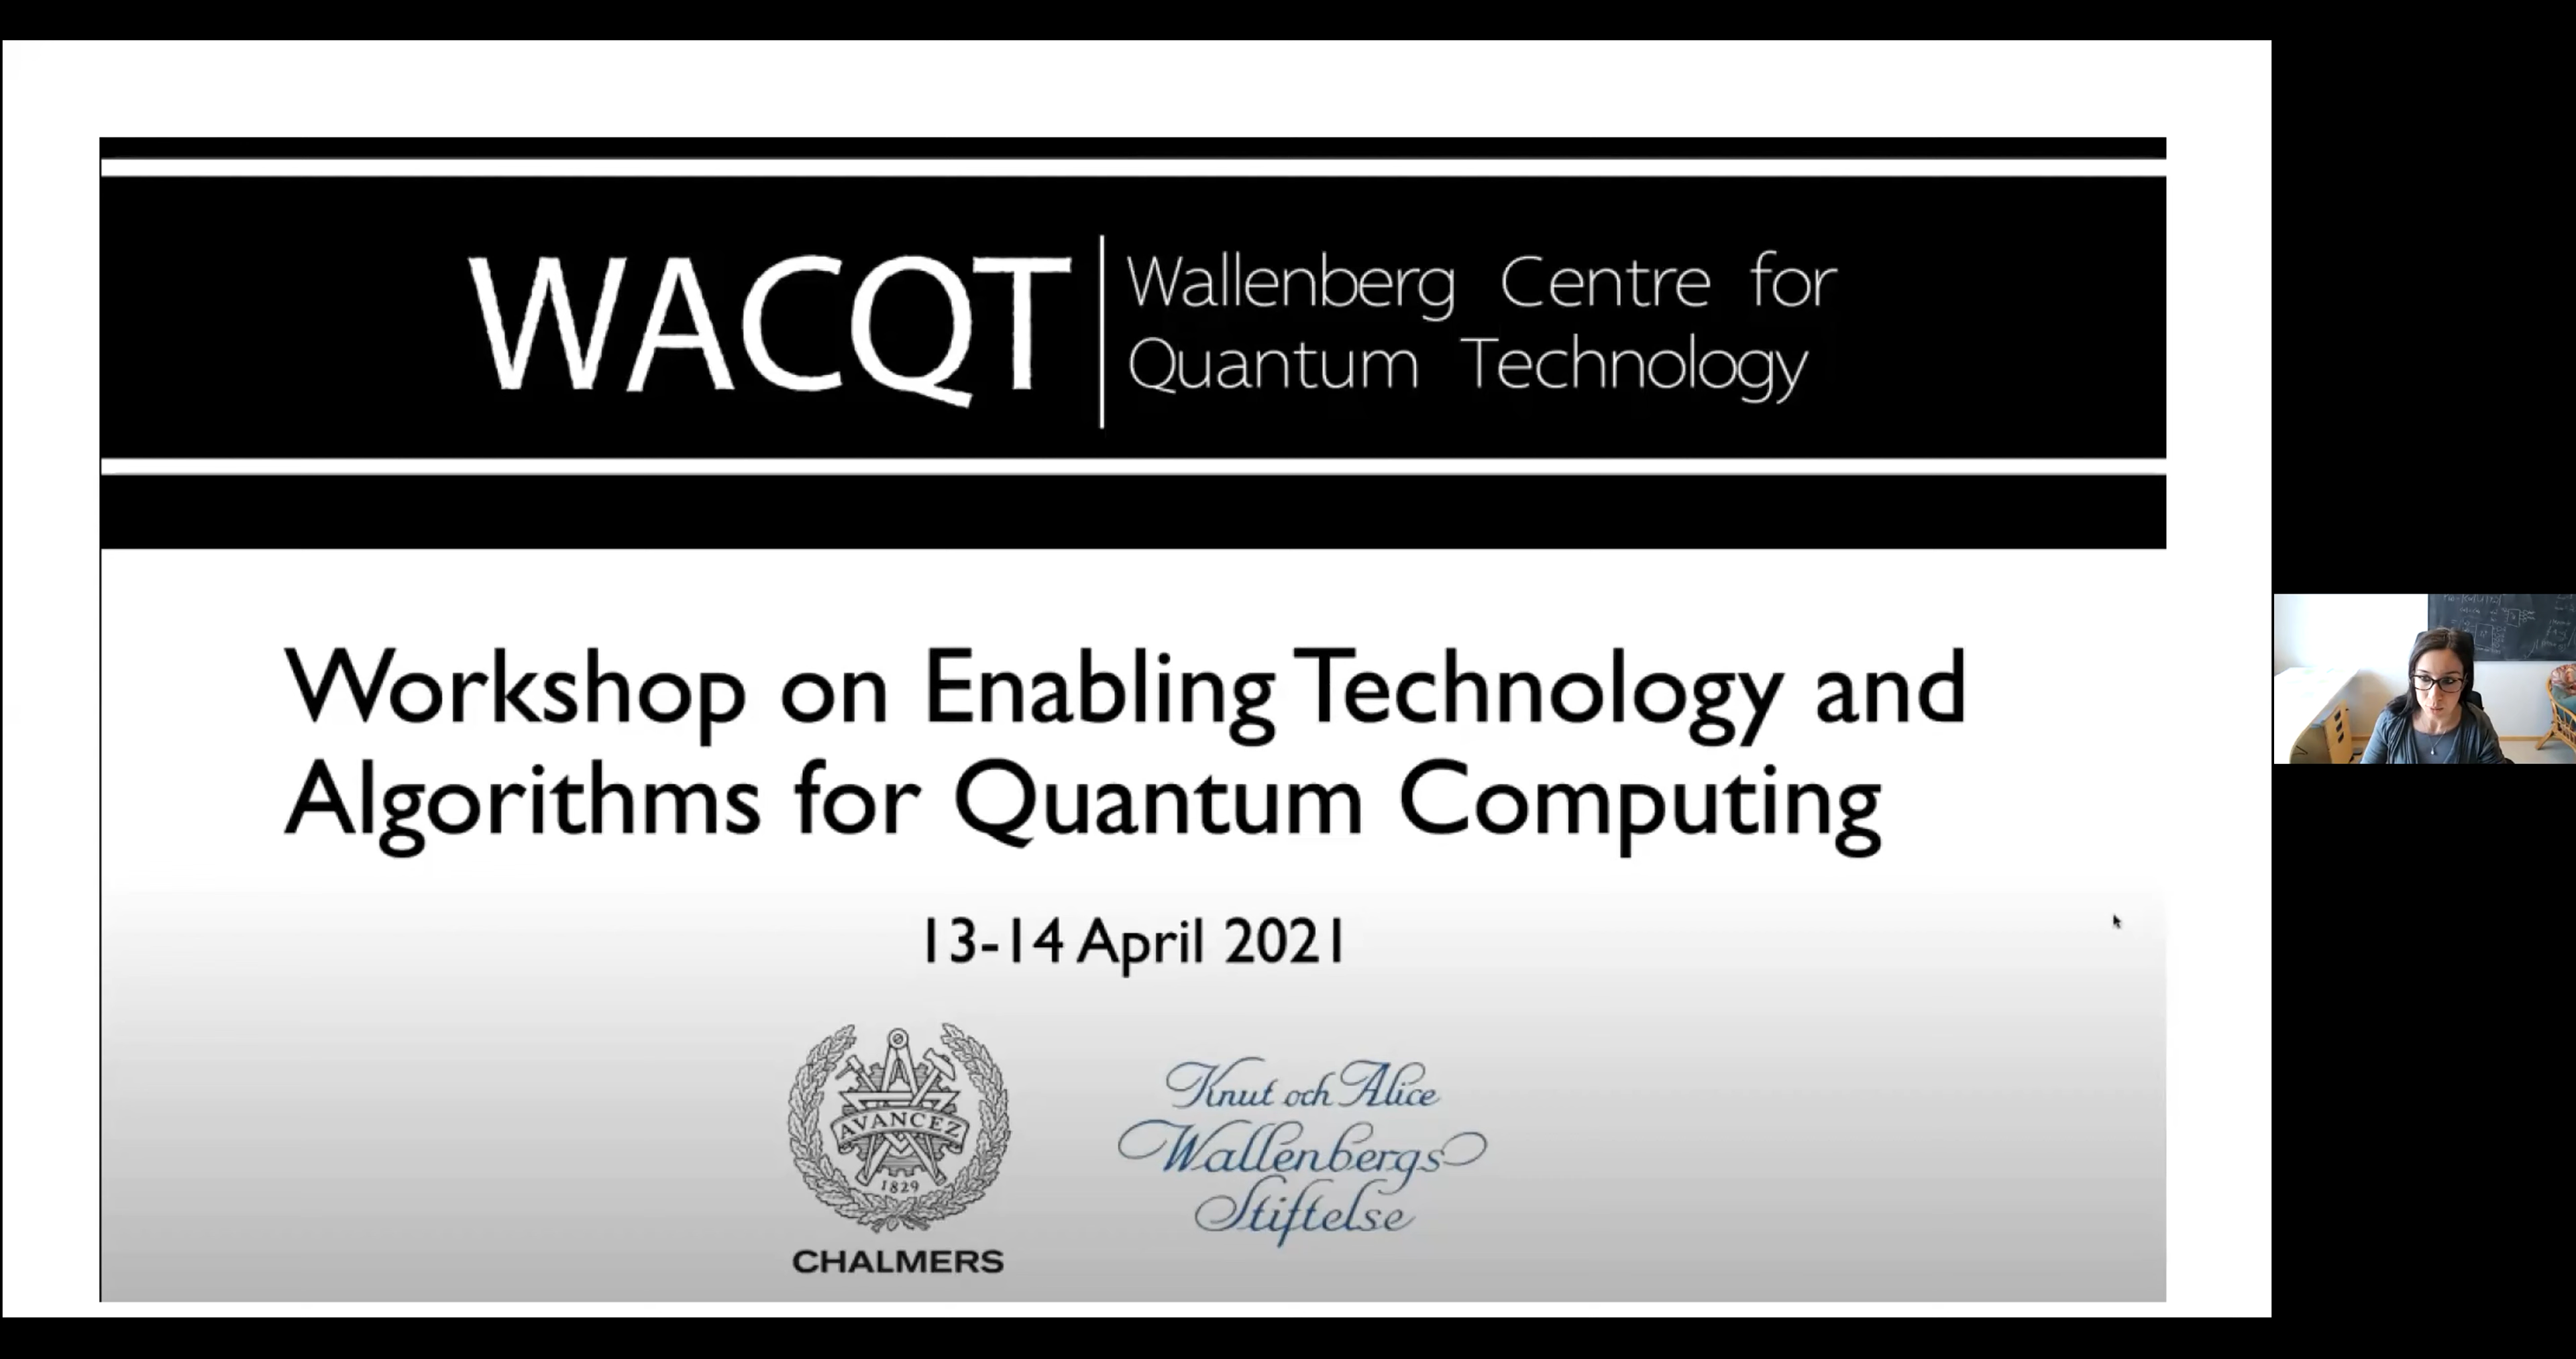 WACQT
Wallenberg Centre for
Quantum Technology
Workshop on Enabling Technology and
Algorithms for Quantum Computing
13-14 April 2021
AVANCEZ
1829
CHALMERS
Knut och Alice
Wallenbergs
Stiftelse